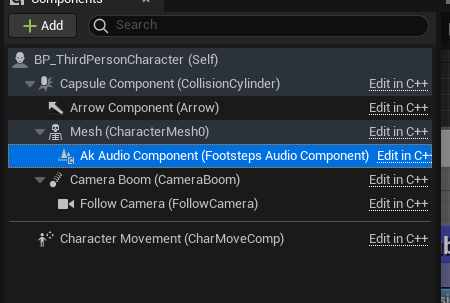 Components
+ Add
Search
BP_ThirdPersonCharacter (Self)
Capsule Component (CollisionCylinder) Edit in C++
Arrow Component (Arrow) Edit in C++
Mesh (CharacterMesh0) Edit in C++
Ak Audio Component (Footsteps Audio Component) Edit in C++
Camera Boom (CameraBoom) Edit in C++
Follow Camera (FollowCamera) Edit in C++
Character Movement (CharMoveComp) Edit in C++